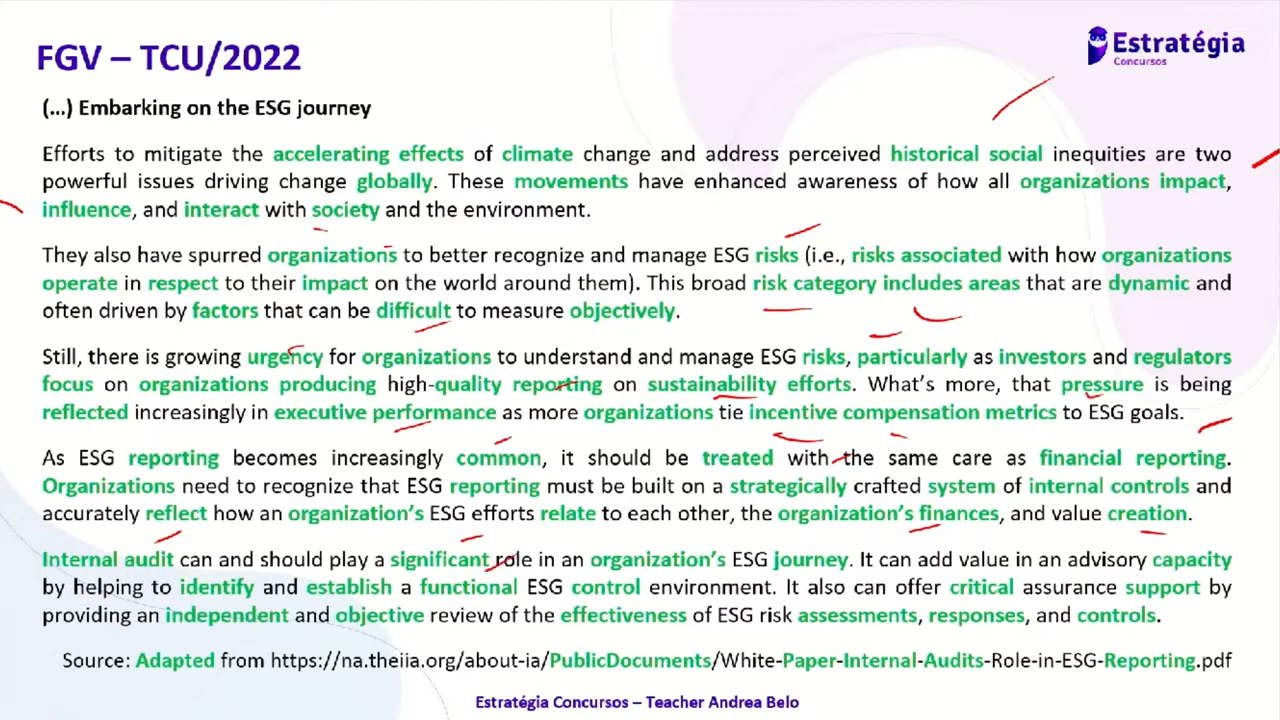 FGV – TCU/2022
Estratégia
Concursos
(...) Embarking on the ESG journey
Efforts to mitigate the accelerating effects of climate change and address perceived historical social inequities are two
powerful issues driving change globally. These movements have enhanced awareness of how all organizations impact,
influence, and interact with society and the environment.
They also have spurred organizations to better recognize and manage ESG risks (i.e., risks associated with how organizations
operate in respect to their impact on the world around them). This broad risk category includes areas that are dynamic and
often driven by factors that can be difficult to measure objectively.
Still, there is growing urgency for organizations to understand and manage ESG risks, particularly as investors and regulators
focus on organizations producing high-quality reporting on sustainability efforts. What's more, that pressure is being
reflected increasingly in executive performance as more organizations tie incentive compensation metrics to ESG goals.
As ESG reporting becomes increasingly common, it should be treated with the same care as financial reporting.
Organizations need to recognize that ESG reporting must be built on a strategically crafted system of internal controls and
accurately reflect how an organization's ESG efforts relate to each other, the organization's finances, and value creation.
Internal audit can and should play a significant role in an organization's ESG journey. It can add value in an advisory capacity
by helping to identify and establish a functional ESG control environment. It also can offer critical assurance support by
providing an independent and objective review of the effectiveness of ESG risk assessments, responses, and controls.
Source: Adapted from https://na.theiia.org/about-ia/PublicDocuments/White-Paper-Internal-Audits-Role-in-ESG-Reporting.pdf
Estratégia Concursos – Teacher Andrea Belo